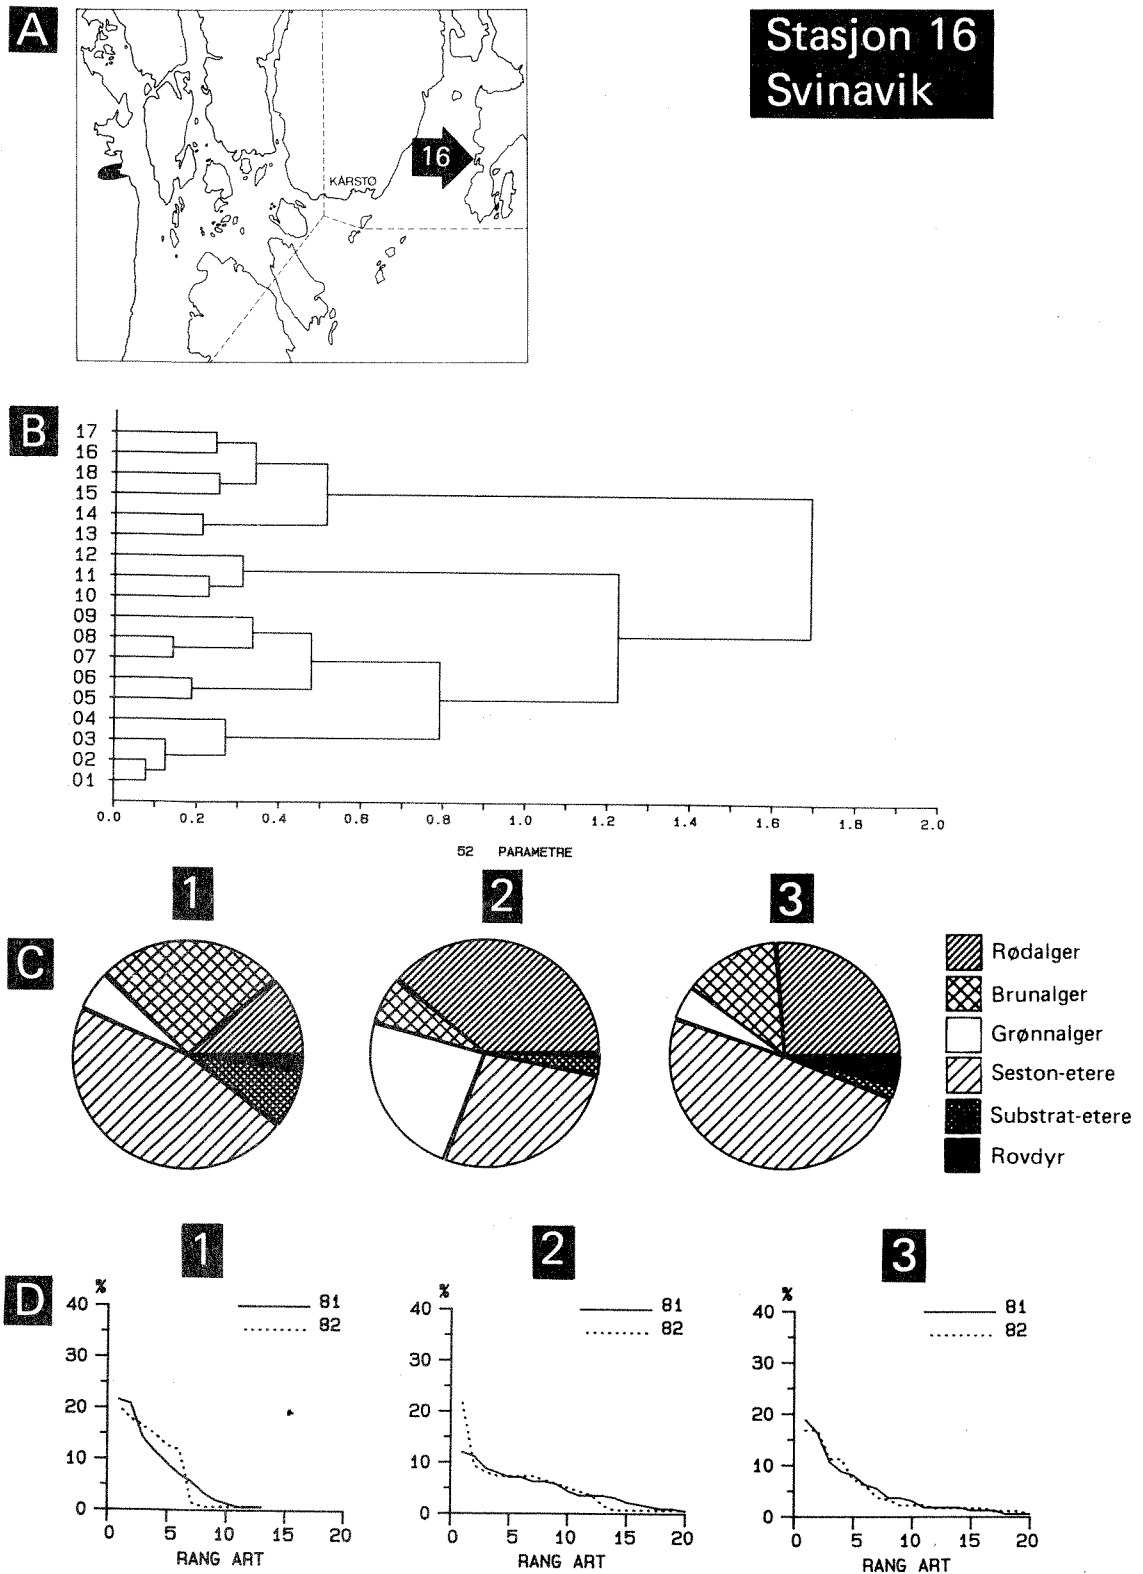 A
Stasjon 16
Svinavik
16
KÅRSTØ
B
17
16
18
15
14
13
12
11
10
09
08
07
06
05
04
03
02
01
0.0 0.2 0.4 0.6 0.8 1.0 1.2 1.4 1.6 1.8 2.0
52 PARAMETRE
1 2 3
C
Rødalger
Brunalger
Grønnalger
Seston-etere
Substrat-etere
Rovdyr
1 2 3
D
%
81
82
40
30
20
10
0
0 5 10 15 20
RANG ART
%
81
82
40
30
20
10
0
0 5 10 15 20
RANG ART
%
81
82
40
30
20
10
0
0 5 10 15 20
RANG ART